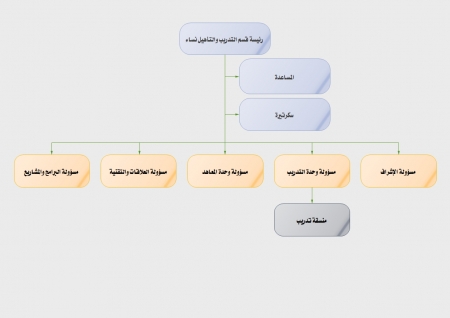 رئيسة قسم التدريب والتاهيل نساء
المساعدة
سكرتيرة
مسؤولة الإشراف
مسؤولة وحدة التدريب
مسؤولة وحدة المعاهد
مسؤولة العلاقات والتقنية
مسؤولة البرامج والمشاريع
منسقة تدريب